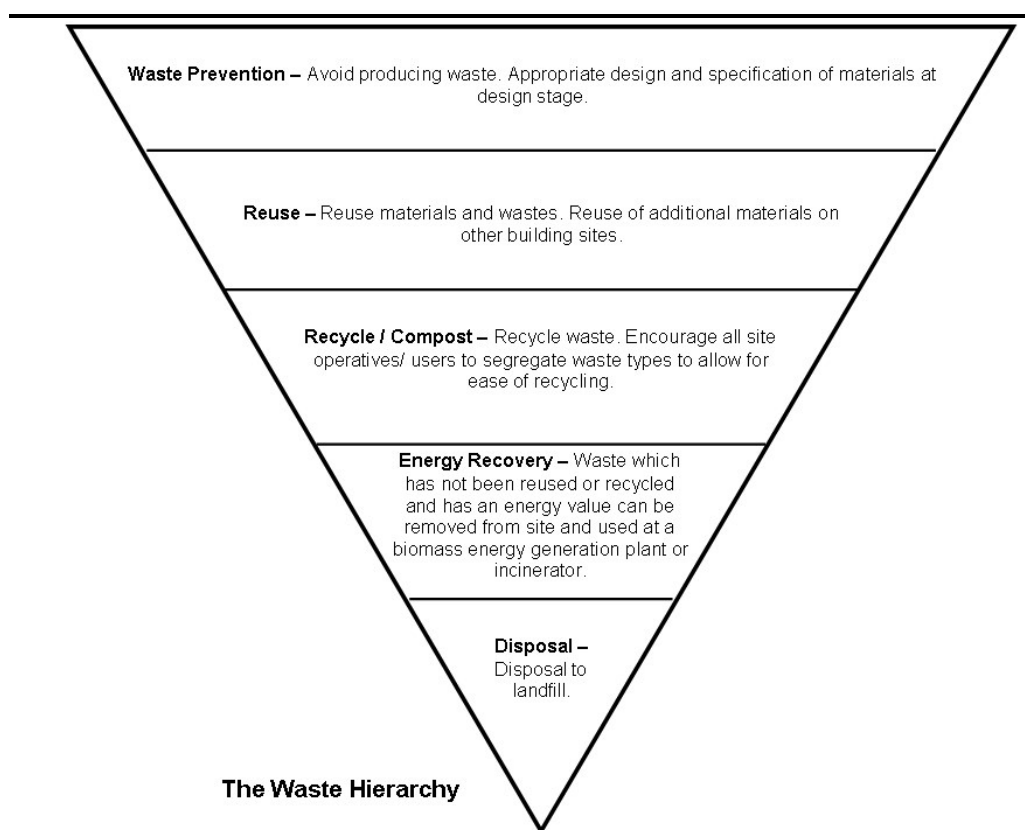 Waste Prevention – Avoid producing waste. Appropriate design and specification of materials at
design stage.
Reuse – Reuse materials and wastes. Reuse of additional materials on
other building sites.
Recycle / Compost – Recycle waste. Encourage all site
operatives/ users to segregate waste types to allow for
ease of recycling.
Energy Recovery – Waste which
has not been reused or recycled
and has an energy value can be
removed from site and used at a
biomass energy generation plant or
incinerator.
Disposal –
Disposal to
landfill.
The Waste Hierarchy